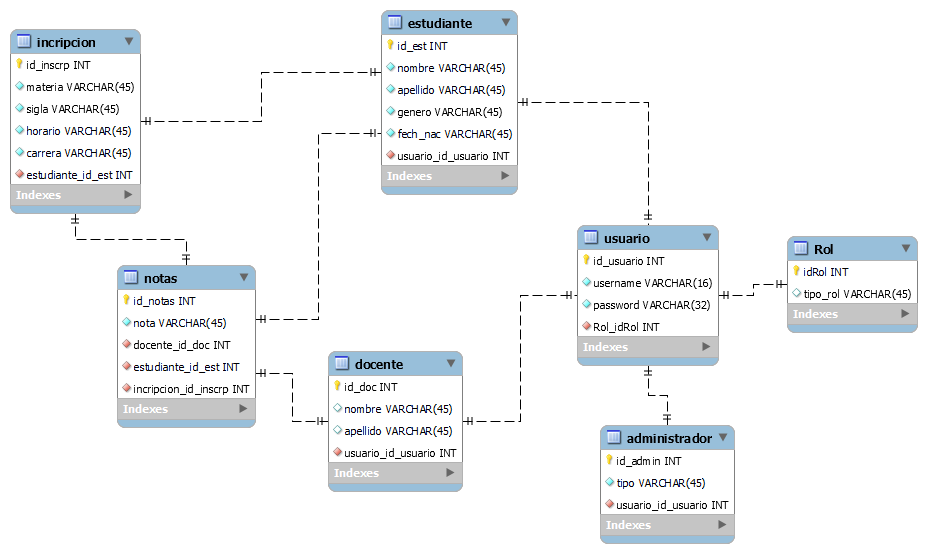 incripcion
id_inscrp INT
materia VARCHAR(45)
sigla VARCHAR(45)
horario VARCHAR(45)
carrera VARCHAR(45)
estudiante_id_est INT
Indexes
estudiante
id_est INT
nombre VARCHAR(45)
apellido VARCHAR(45)
genero VARCHAR(45)
fech_nac VARCHAR(45)
usuario_id_usuario INT
Indexes
notas
id_notas INT
nota VARCHAR(45)
docente_id_doc INT
estudiante_id_est INT
incripcion_id_inscrp INT
Indexes
docente
id_doc INT
nombre VARCHAR(45)
apellido VARCHAR(45)
usuario_id_usuario INT
Indexes
usuario
id_usuario INT
username VARCHAR(16)
password VARCHAR(32)
Rol_idRol INT
Indexes
Rol
idRol INT
tipo_rol VARCHAR(45)
Indexes
administrador
id_admin INT
tipo VARCHAR(45)
usuario_id_usuario INT
Indexes